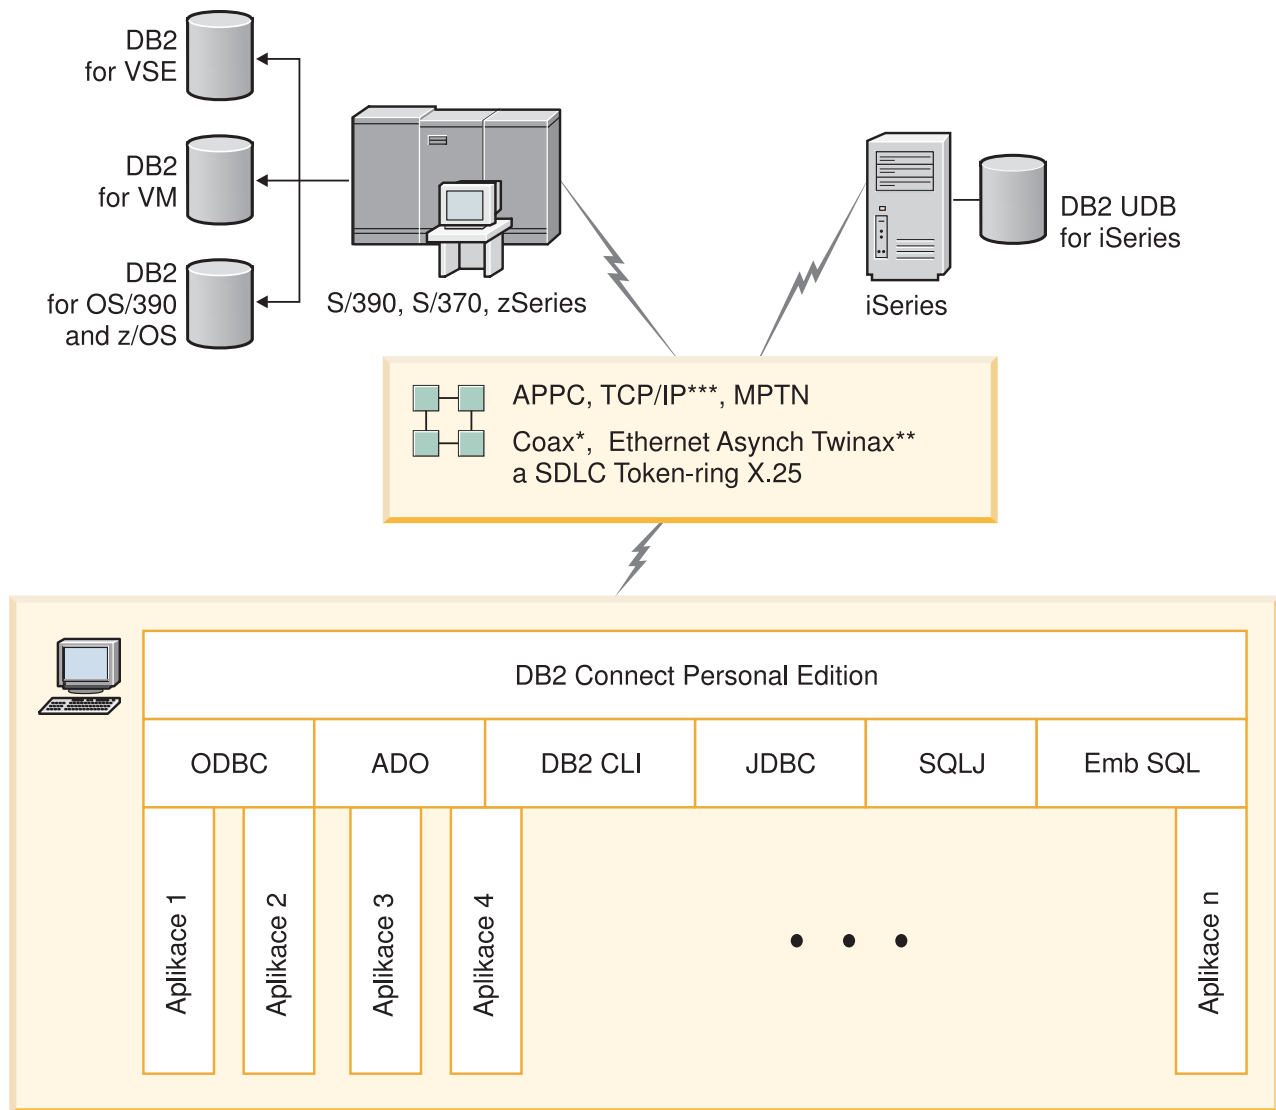 DB2
for VSE
DB2
for VM
DB2
for OS/390
and z/OS
S/390, S/370, zSeries
DB2 UDB
for iSeries
iSeries
APPC, TCP/IP***, MPTN
Coax*, Ethernet Asynch Twinax**
a SDLC Token-ring X.25
DB2 Connect Personal Edition
ODBC
ADO
DB2 CLI
JDBC
SQLJ
Emb SQL
Aplikace 1
Aplikace 2
Aplikace 3
Aplikace 4
• • •
Aplikace n